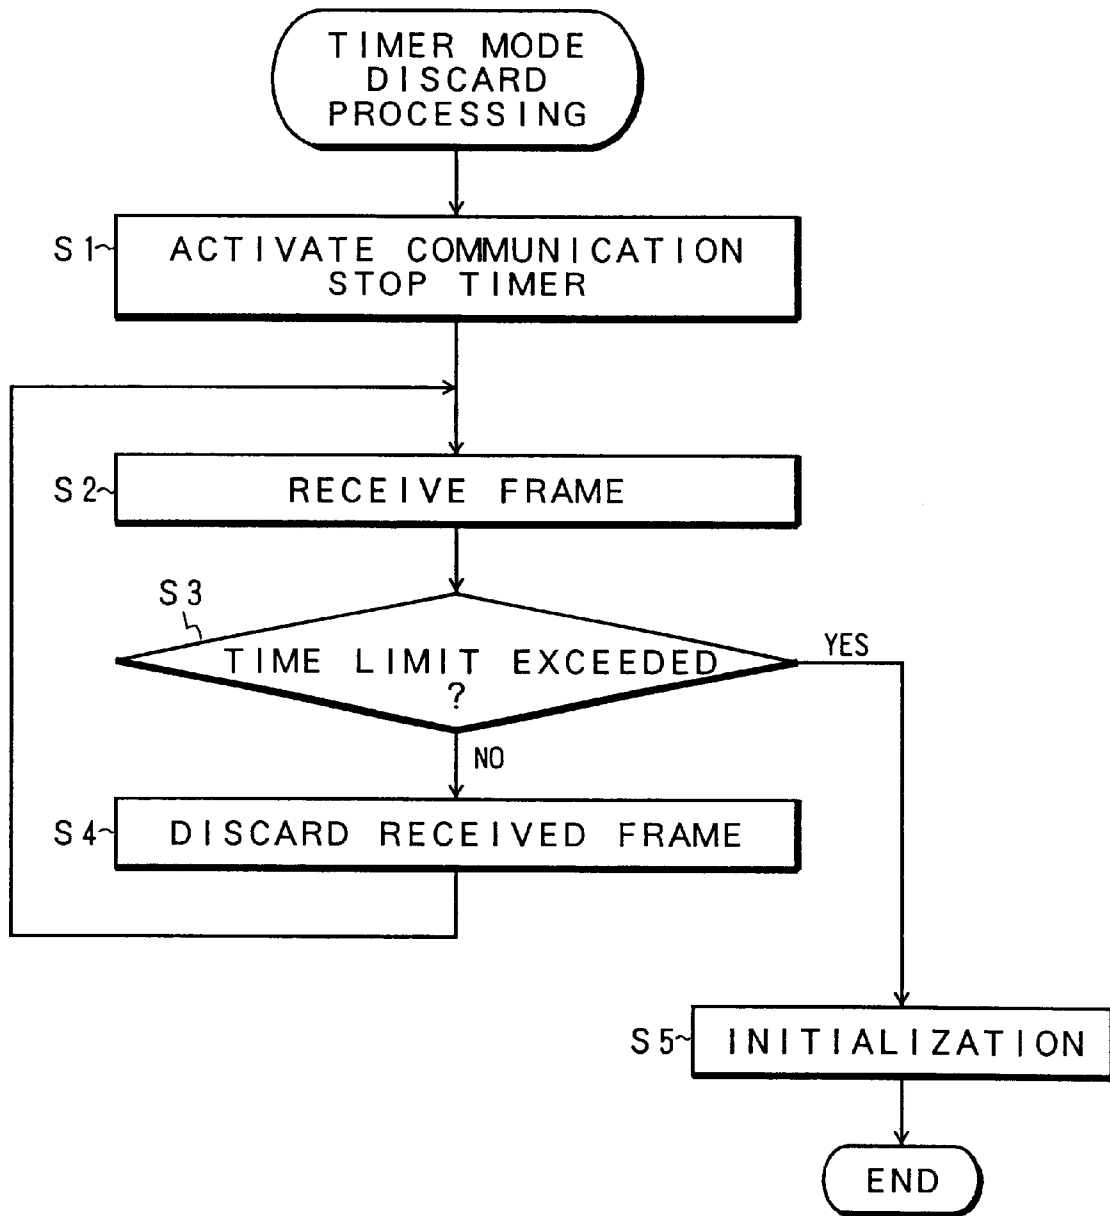 TIMER MODE
DISCARD
PROCESSING
S1
ACTIVATE COMMUNICATION
STOP TIMER
S2
RECEIVE FRAME
S3
TIME LIMIT EXCEEDED
?
YES
NO
S4
DISCARD RECEIVED FRAME
S5
INITIALIZATION
END